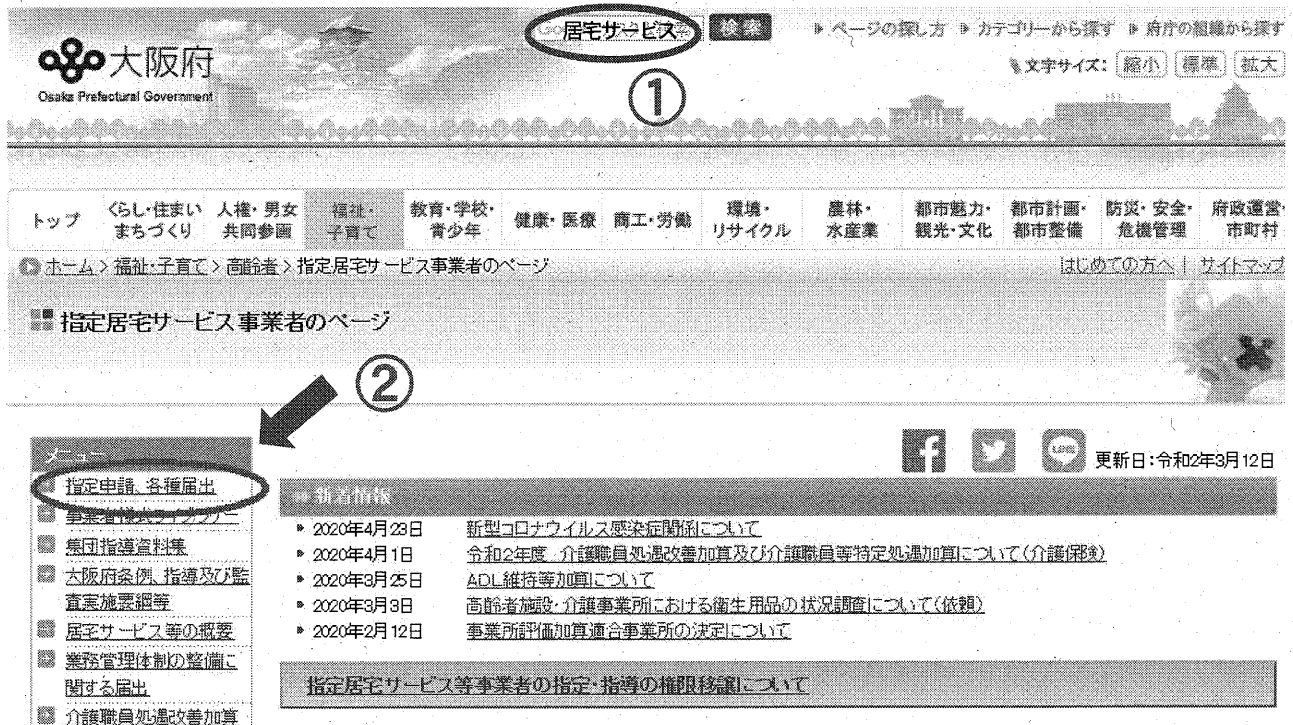 居宅サービス
検索
ページの探し方 カテゴリーから探す 府庁の組織から探す
大阪府
Osaka Prefectural Government
文字サイズ: 縮小 標準 拡大
①
トップ
くらし・住まい
まちづくり
人権・男女
共同参画
福祉・
子育て
教育・学校・
青少年
健康・医療
商工・労働
環境・
リサイクル
農林・
水産業
都市魅力・
観光・文化
都市計画・
都市整備
防災・安全・
危機管理
府政運営・
市町村
ホーム > 福祉・子育て > 高齢者 > 指定居宅サービス事業者のページ
はじめての方へ | サイトマップ
指定居宅サービス事業者のページ
②
更新日:令和2年3月12日
メニュー
指定申請、各種届出
事業者様式ライブラリー
集団指導資料集
大阪府条例、指導及び監
査実施要綱等
居宅サービス等の概要
業務管理体制の整備に
関する届出
介護職員処遇改善加算
新着情報
2020年4月23日 新型コロナウイルス感染症関係について
2020年4月1日 令和2年度 介護職員処遇改善加算及び介護職員等特定処遇加算について(介護保険)
2020年3月25日 ADL維持等加算について
2020年3月3日 高齢者施設・介護事業所における衛生用品の状況調査について(依頼)
2020年2月12日 事業所評価加算適合事業所の決定について
指定居宅サービス等事業者の指定・指導の権限移譲について